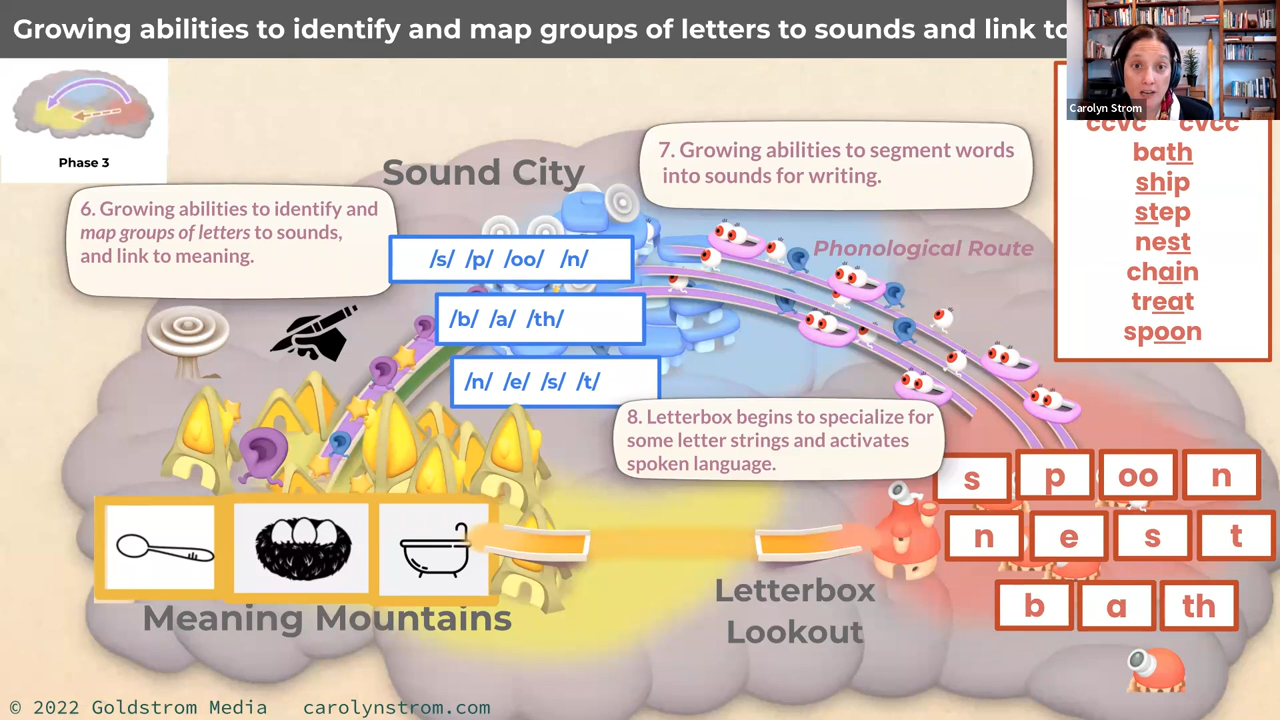 Growing abilities to identify and map groups of letters to sounds and link to
Carolyn Strom
Phase 3
Sound City
7. Growing abilities to segment words
into sounds for writing.
6. Growing abilities to identify and
map groups of letters to sounds,
and link to meaning.
Phonological Route
/s/ /p/ /oo/ /n/
/b/ /a/ /th/
/n/ /e/ /s/ /t/
ccvc cvcc
bath
ship
step
nest
chain
treat
spoon
8. Letterbox begins to specialize for
some letter strings and activates
spoken language.
s p oo n
n e s t
b a th
Meaning Mountains
Letterbox
Lookout
© 2022 Goldstrom Media carolynstrom.com